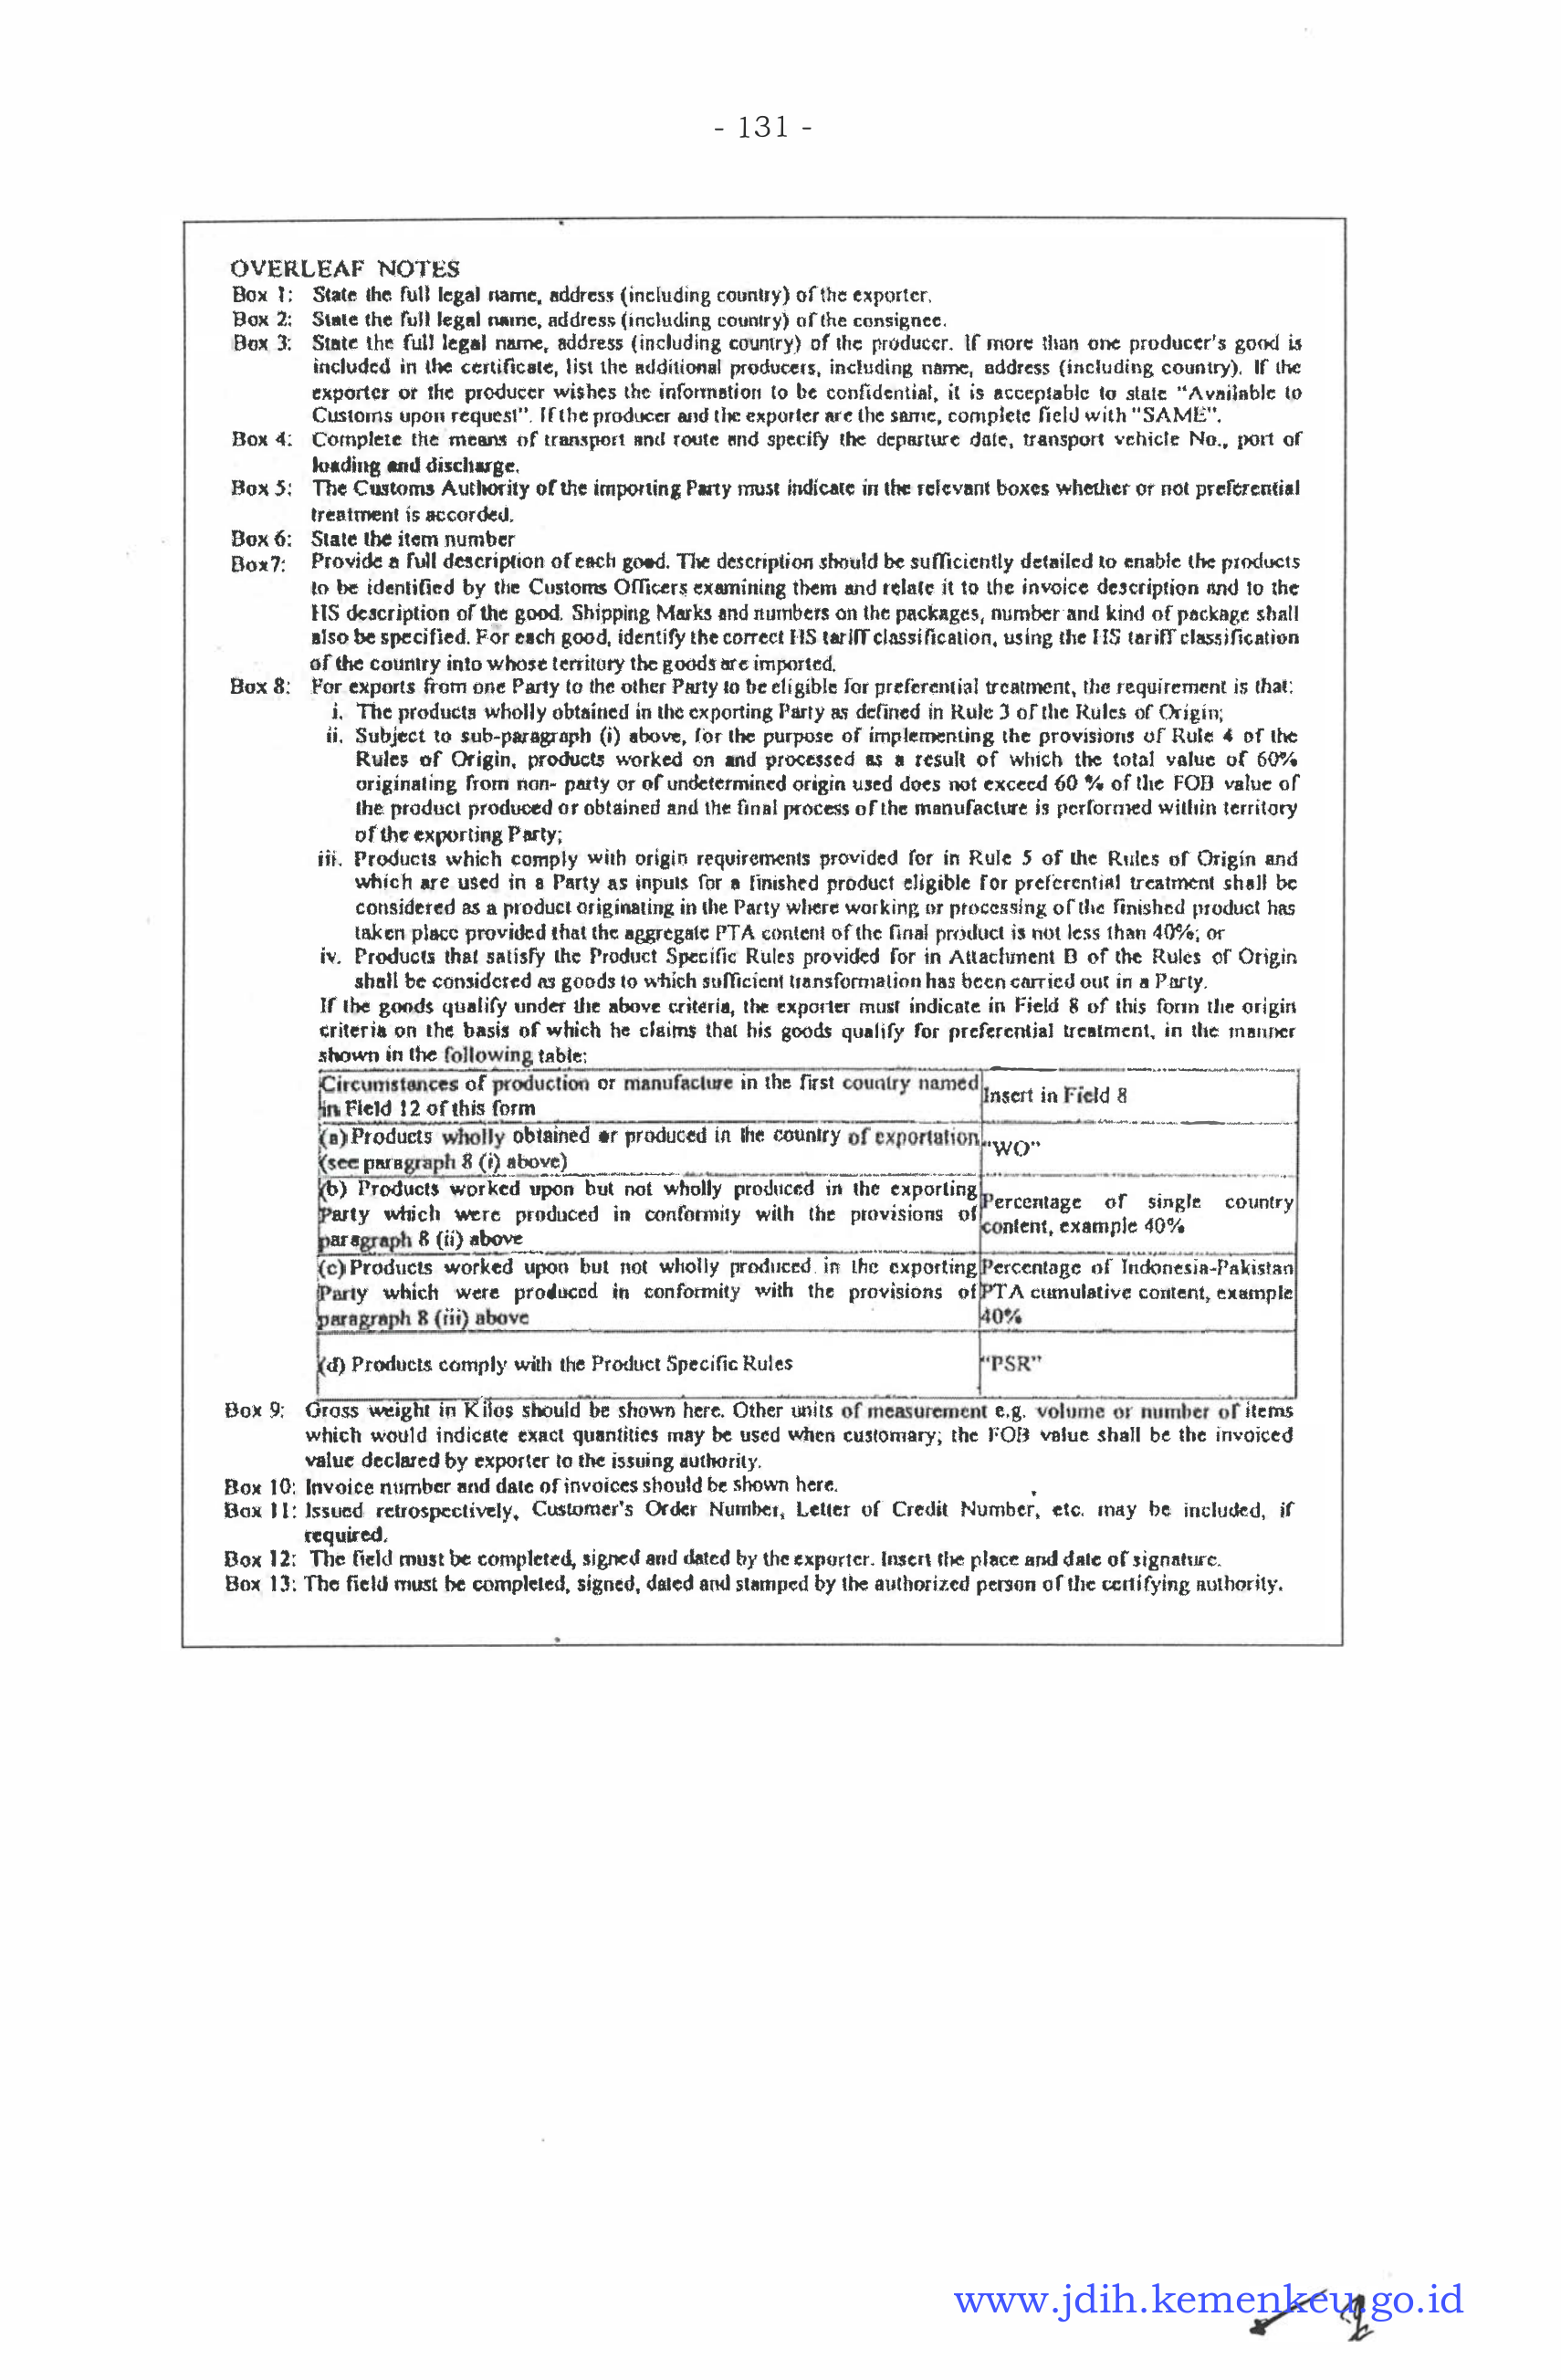 - 131 -
OVERLEAF NOTES
Box 1: State the full legal name, address (including country) of the exporter.
Box 2: State the full legal name, address (including country) of the consignee.
Box 3: State the full legal name, address (including country) of the producer. If more than one producer's good is
included in the certificate, list the additional producers, including name, address (including country). If the
exporter or the producer wishes the information to be confidential, it is acceptable to state "Available to
Customs upon request". If the producer and the exporter are the same, complete field with "SAME".
Box 4: Complete the means of transport and route and specify the departure date, transport vehicle No., port of
loading and discharge.
Box 5: The Customs Authority of the importing Party must indicate in the relevant boxes whether or not preferential
treatment is accorded.
Box 6: State the item number
Box7: Provide a full description of each good. The description should be sufficiently detailed to enable the products
to be identified by the Customs Officers examining them and relate it to the invoice description and to the
HS description of the good. Shipping Marks and numbers on the packages, number and kind of package shall
also be specified. For each good, identify the correct HS tariff classification, using the HS tariff classification
of the country into whose territory the goods are imported.
Box 8: For exports from one Party to the other Party to be eligible for preferential treatment, the requirement is that:
i. The products wholly obtained in the exporting Party as defined in Rule 3 of the Rules of Origin;
ii. Subject to sub-paragraph (i) above, for the purpose of implementing the provisions of Rule 4 of the
Rules of Origin, products worked on and processed as a result of which the total value of 60%
originating from non- party or of undetermined origin used does not exceed 60 % of the FOB value of
the product produced or obtained and the final process of the manufacture is performed within territory
of the exporting Party;
iii. Products which comply with origin requirements provided for in Rule 5 of the Rules of Origin and
which are used in a Party as inputs for a finished product eligible for preferential treatment shall be
considered as a product originating in the Party where working or processing of the finished product has
taken place provided that the aggregate PTA content of the final product is not less than 40%; or
iv. Products that satisfy the Product Specific Rules provided for in Attachment B of the Rules of Origin
shall be considered as goods to which sufficient transformation has been carried out in a Party.
If the goods qualify under the above criteria, the exporter must indicate in Field 8 of this form the origin
criteria on the basis of which he claims that his goods qualify for preferential treatment, in the manner
shown in the following table:
Circumstances of production or manufacture in the first country named
in Field 12 of this form
Insert in Field 8
(a) Products wholly obtained or produced in the country of exportation
(see paragraph 8 (i) above)
"WO"
(b) Products worked upon but not wholly produced in the exporting
Party which were produced in conformity with the provisions of
paragraph 8 (ii) above
Percentage of single country
content, example 40%
(c) Products worked upon but not wholly produced in the exporting
Party which were produced in conformity with the provisions of
paragraph 8 (iii) above
Percentage of Indonesia-Pakistan
PTA cumulative content, example
40%
(d) Products comply with the Product Specific Rules
"PSR"
Box 9: Gross weight in Kilos should be shown here. Other units of measurement e.g. volume or number of items
which would indicate exact quantities may be used when customary; the FOB value shall be the invoiced
value declared by exporter to the issuing authority.
Box 10: Invoice number and date of invoices should be shown here.
Box 11: Issued retrospectively, Customer's Order Number, Letter of Credit Number, etc. may be included, if
required.
Box 12: The field must be completed, signed and dated by the exporter. Insert the place and date of signature.
Box 13: The field must be completed, signed, dated and stamped by the authorized person of the certifying authority.
www.jdih.kemenkeu.go.id